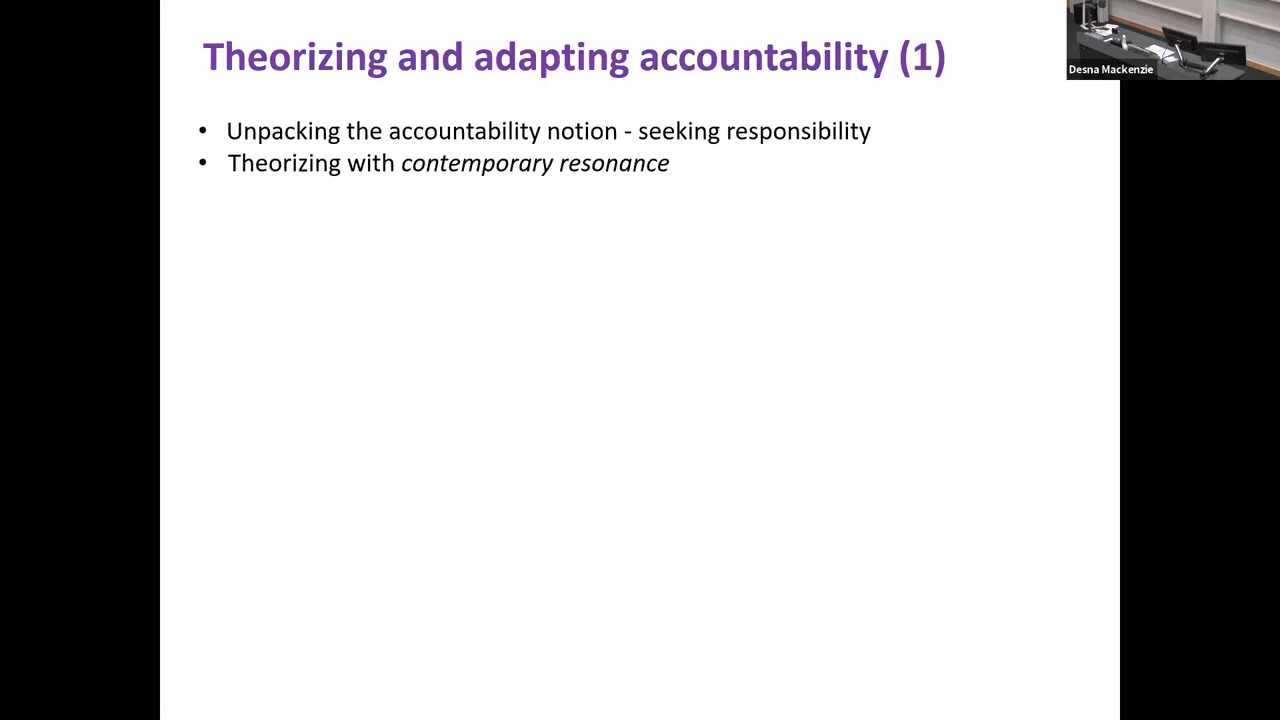 Theorizing and adapting accountability (1)
Desna Mackenzie
• Unpacking the accountability notion - seeking responsibility
• Theorizing with contemporary resonance